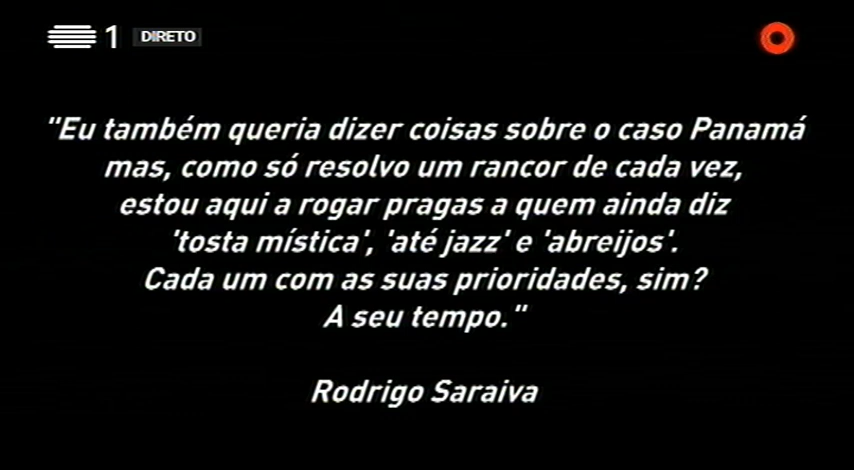 1 DIRETO
"Eu também queria dizer coisas sobre o caso Panamá
mas, como só resolvo um rancor de cada vez,
estou aqui a rogar pragas a quem ainda diz
'tosta mística', 'até jazz' e 'abreijos'.
Cada um com as suas prioridades, sim?
A seu tempo."
Rodrigo Saraiva